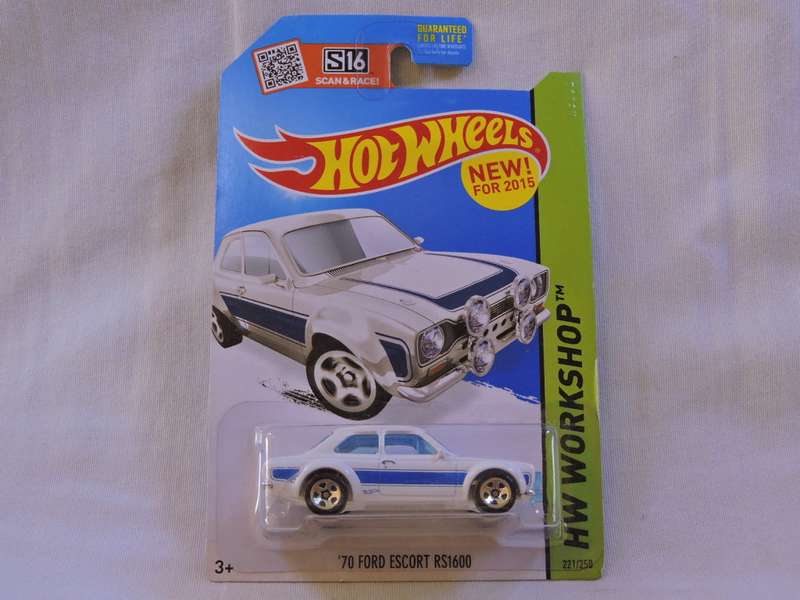 GUARANTEED
FOR LIFE*
S16
SCAN & RACE!
HOT WHEELS
NEW!
FOR 2015
HW WORKSHOP™
'70 FORD ESCORT RS1600
3+
221/250